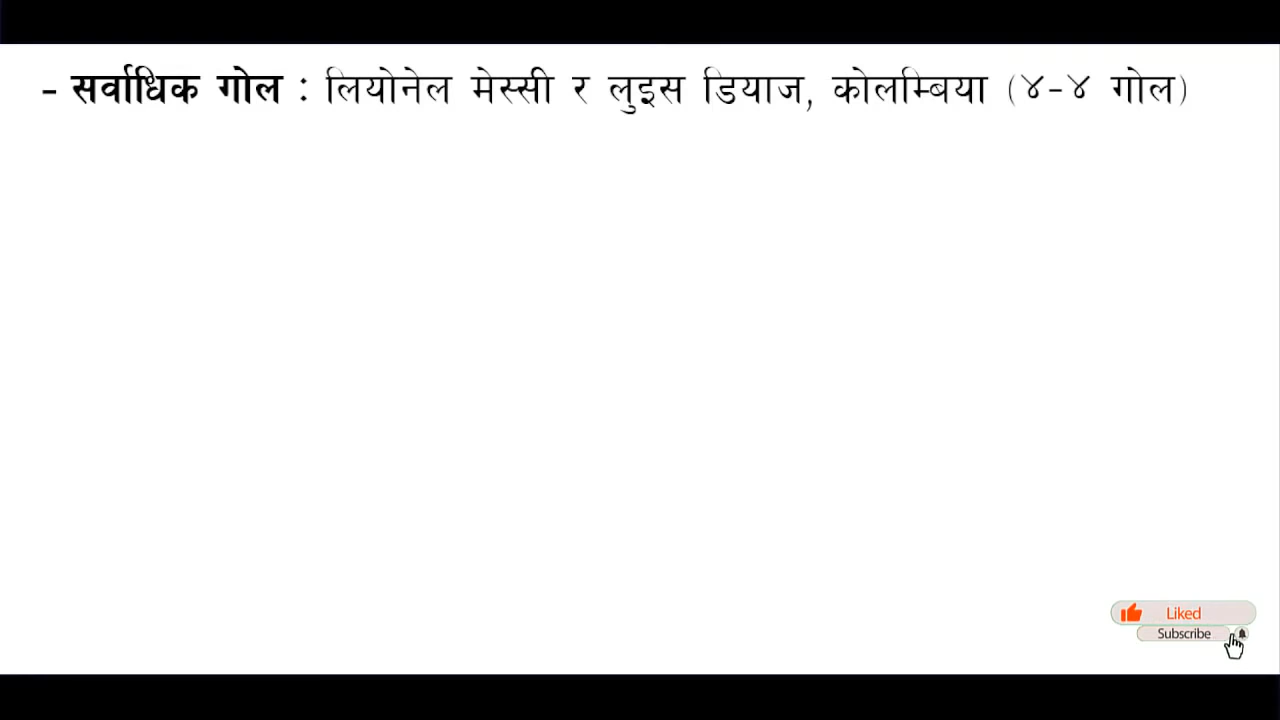 - सर्वाधिक गोल : लियोनेल मेस्सी र लुइस डियाज, कोलम्बिया (४-४ गोल)
Liked
Subscribe